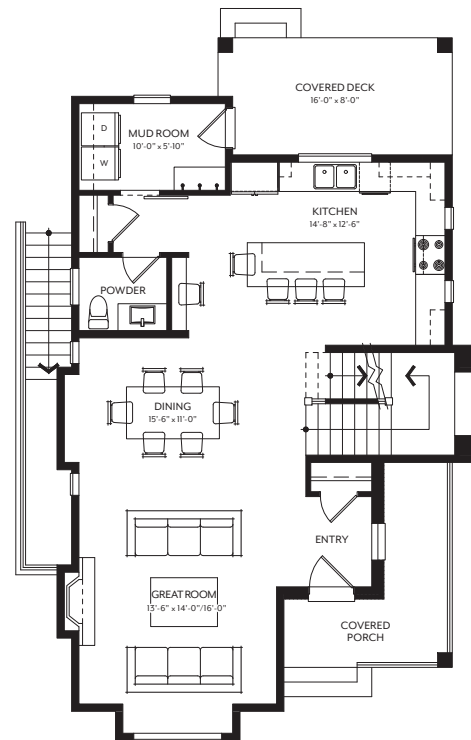 COVERED DECK
16'-0" x 8'-0"
D
MUD ROOM
10'-0" x 5'-10"
W
KITCHEN
14'-8" x 12'-6"
POWDER
DINING
15'-6" x 11'-0"
ENTRY
GREAT ROOM
13'-6" x 14'-0"/16'-0"
COVERED
PORCH